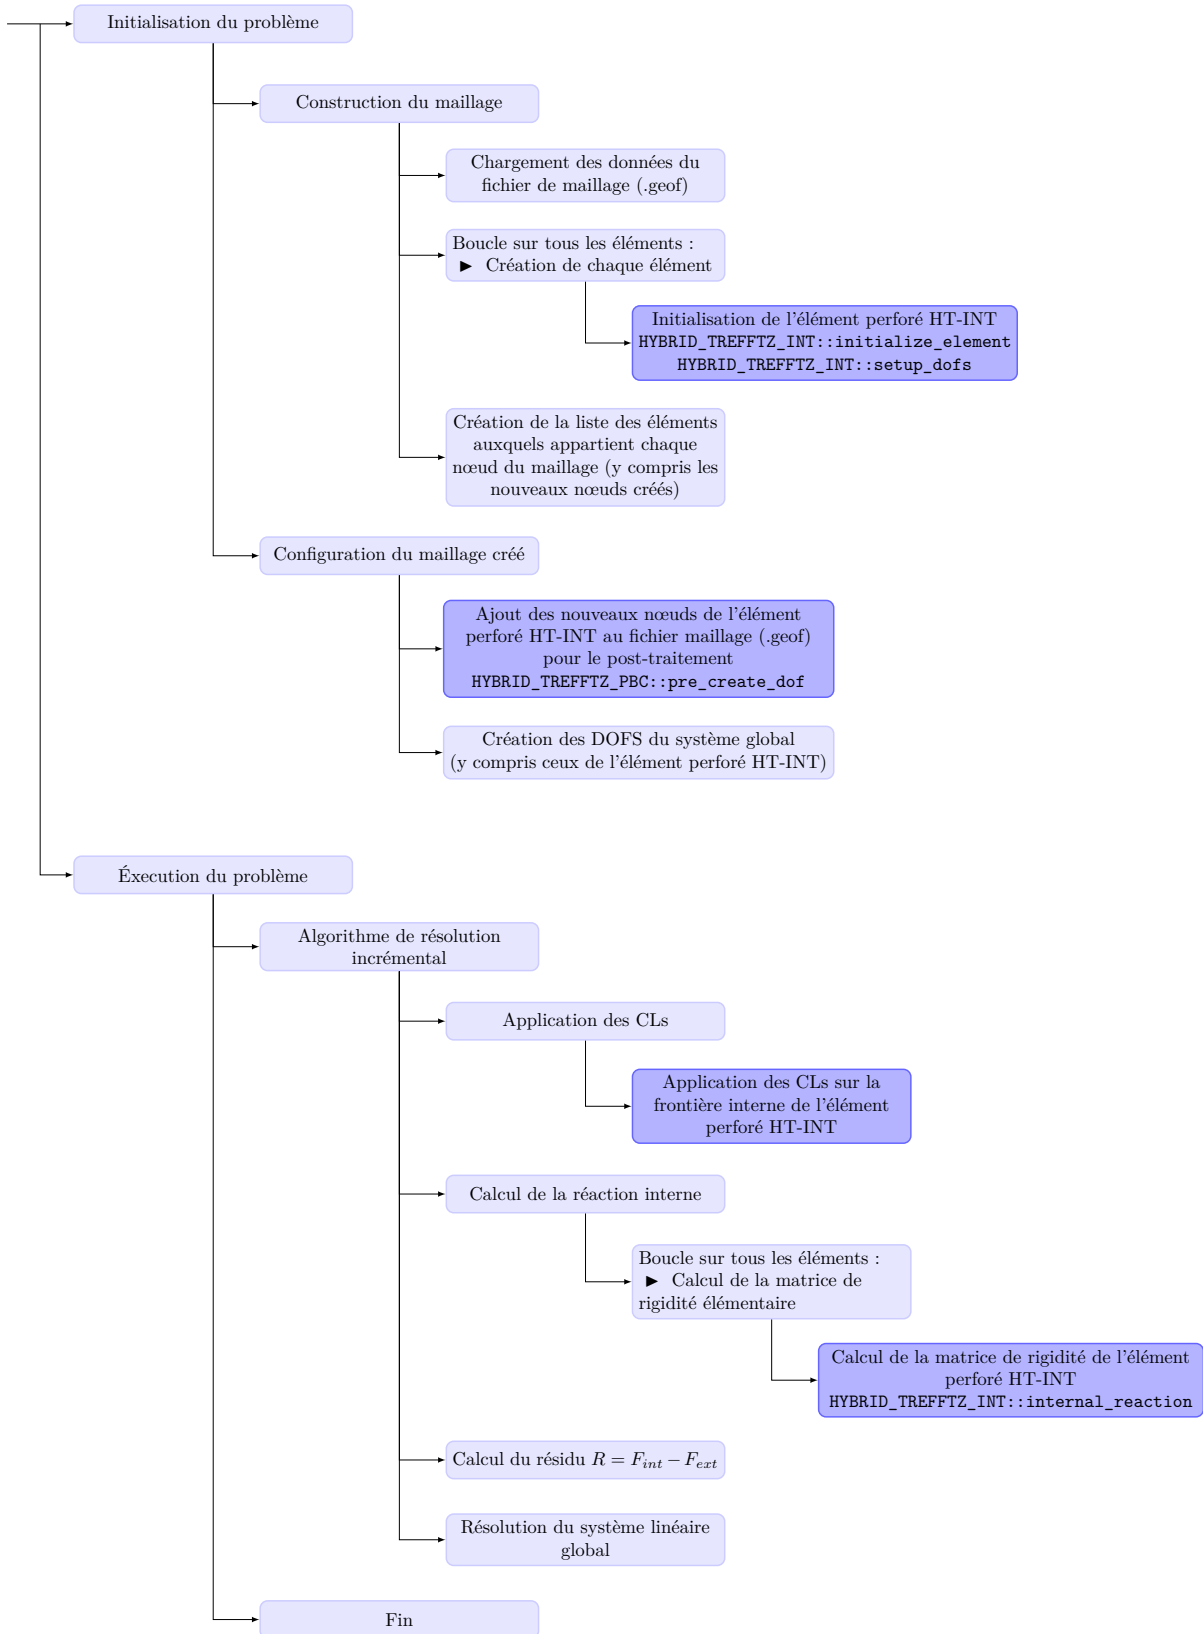 Initialisation du problème
Construction du maillage
Chargement des données du
fichier de maillage (.geof)
Boucle sur tous les éléments :
► Création de chaque élément
Initialisation de l'élément perforé HT-INT
HYBRID_TREFFTZ_INT::initialize_element
HYBRID_TREFFTZ_INT::setup_dofs
Création de la liste des éléments
auxquels appartient chaque
nœud du maillage (y compris les
nouveaux nœuds créés)
Configuration du maillage créé
Ajout des nouveaux nœuds de l'élément
perforé HT-INT au fichier maillage (.geof)
pour le post-traitement
HYBRID_TREFFTZ_PBC::pre_create_dof
Création des DOFS du système global
(y compris ceux de l'élément perforé HT-INT)
Éxecution du problème
Algorithme de résolution
incrémental
Application des CLs
Application des CLs sur la
frontière interne de l'élément
perforé HT-INT
Calcul de la réaction interne
Boucle sur tous les éléments :
► Calcul de la matrice de
rigidité élémentaire
Calcul de la matrice de rigidité de l'élément
perforé HT-INT
HYBRID_TREFFTZ_INT::internal_reaction
Calcul du résidu R = F_int − F_ext
Résolution du système linéaire
global
Fin